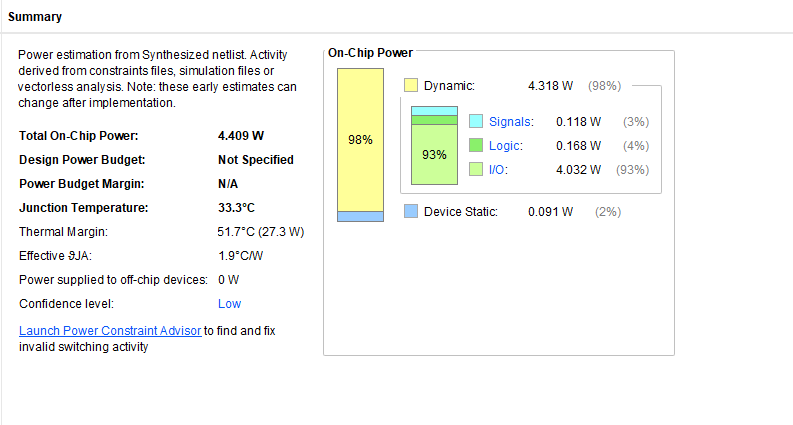 Summary
Power estimation from Synthesized netlist. Activity
derived from constraints files, simulation files or
vectorless analysis. Note: these early estimates can
change after implementation.
Total On-Chip Power: 4.409 W
Design Power Budget: Not Specified
Power Budget Margin: N/A
Junction Temperature: 33.3°C
Thermal Margin: 51.7°C (27.3 W)
Effective ϑJA: 1.9°C/W
Power supplied to off-chip devices: 0 W
Confidence level: Low
Launch Power Constraint Advisor to find and fix
invalid switching activity
On-Chip Power
98%
93%
Dynamic: 4.318 W (98%)
Signals: 0.118 W (3%)
Logic: 0.168 W (4%)
I/O: 4.032 W (93%)
Device Static: 0.091 W (2%)